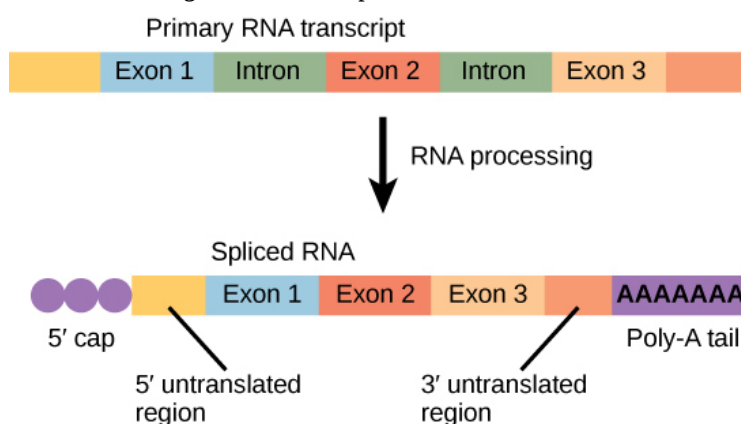 Primary RNA transcript
Exon 1 Intron Exon 2 Intron Exon 3
RNA processing
Spliced RNA
Exon 1 Exon 2 Exon 3 AAAAAAA
5′ cap Poly-A tail
5′ untranslated 3′ untranslated
region region